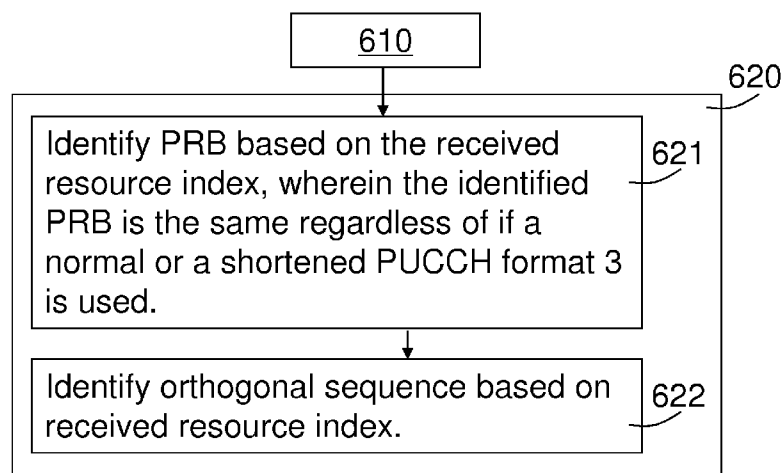 610
620
Identify PRB based on the received
resource index, wherein the identified
PRB is the same regardless of if a
normal or a shortened PUCCH format 3
is used.
621
Identify orthogonal sequence based on
received resource index.
622